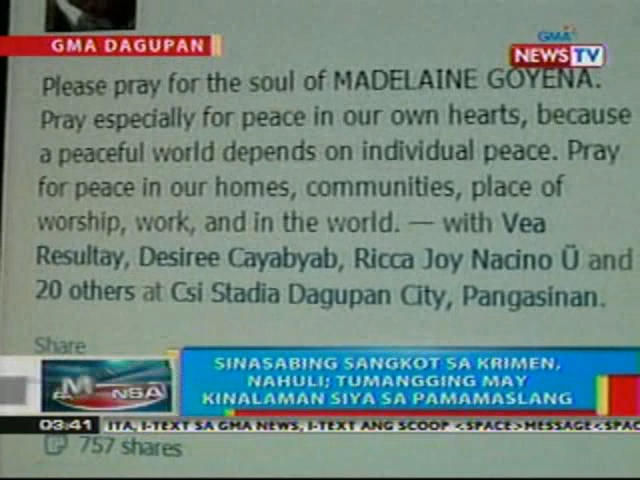 GMA DAGUPAN
GMA
NEWS TV
Please pray for the soul of MADELAINE GOYENA.
Pray especially for peace in our own hearts, because
a peaceful world depends on individual peace. Pray
for peace in our homes, communities, place of
worship, work, and in the world. — with Vea
Resultay, Desiree Cayabyab, Ricca Joy Nacino Ü and
20 others at Csi Stadia Dagupan City, Pangasinan.
Share
SINASABING SANGKOT SA KRIMEN,
NAHULI; TUMANGGING MAY
KINALAMAN SIYA SA PAMAMASLANG
03:41 ITA, I-TEXT SA GMA NEWS, I-TEXT ANG SCOOP <SPACE>MESSAGE<SPAC
757 shares